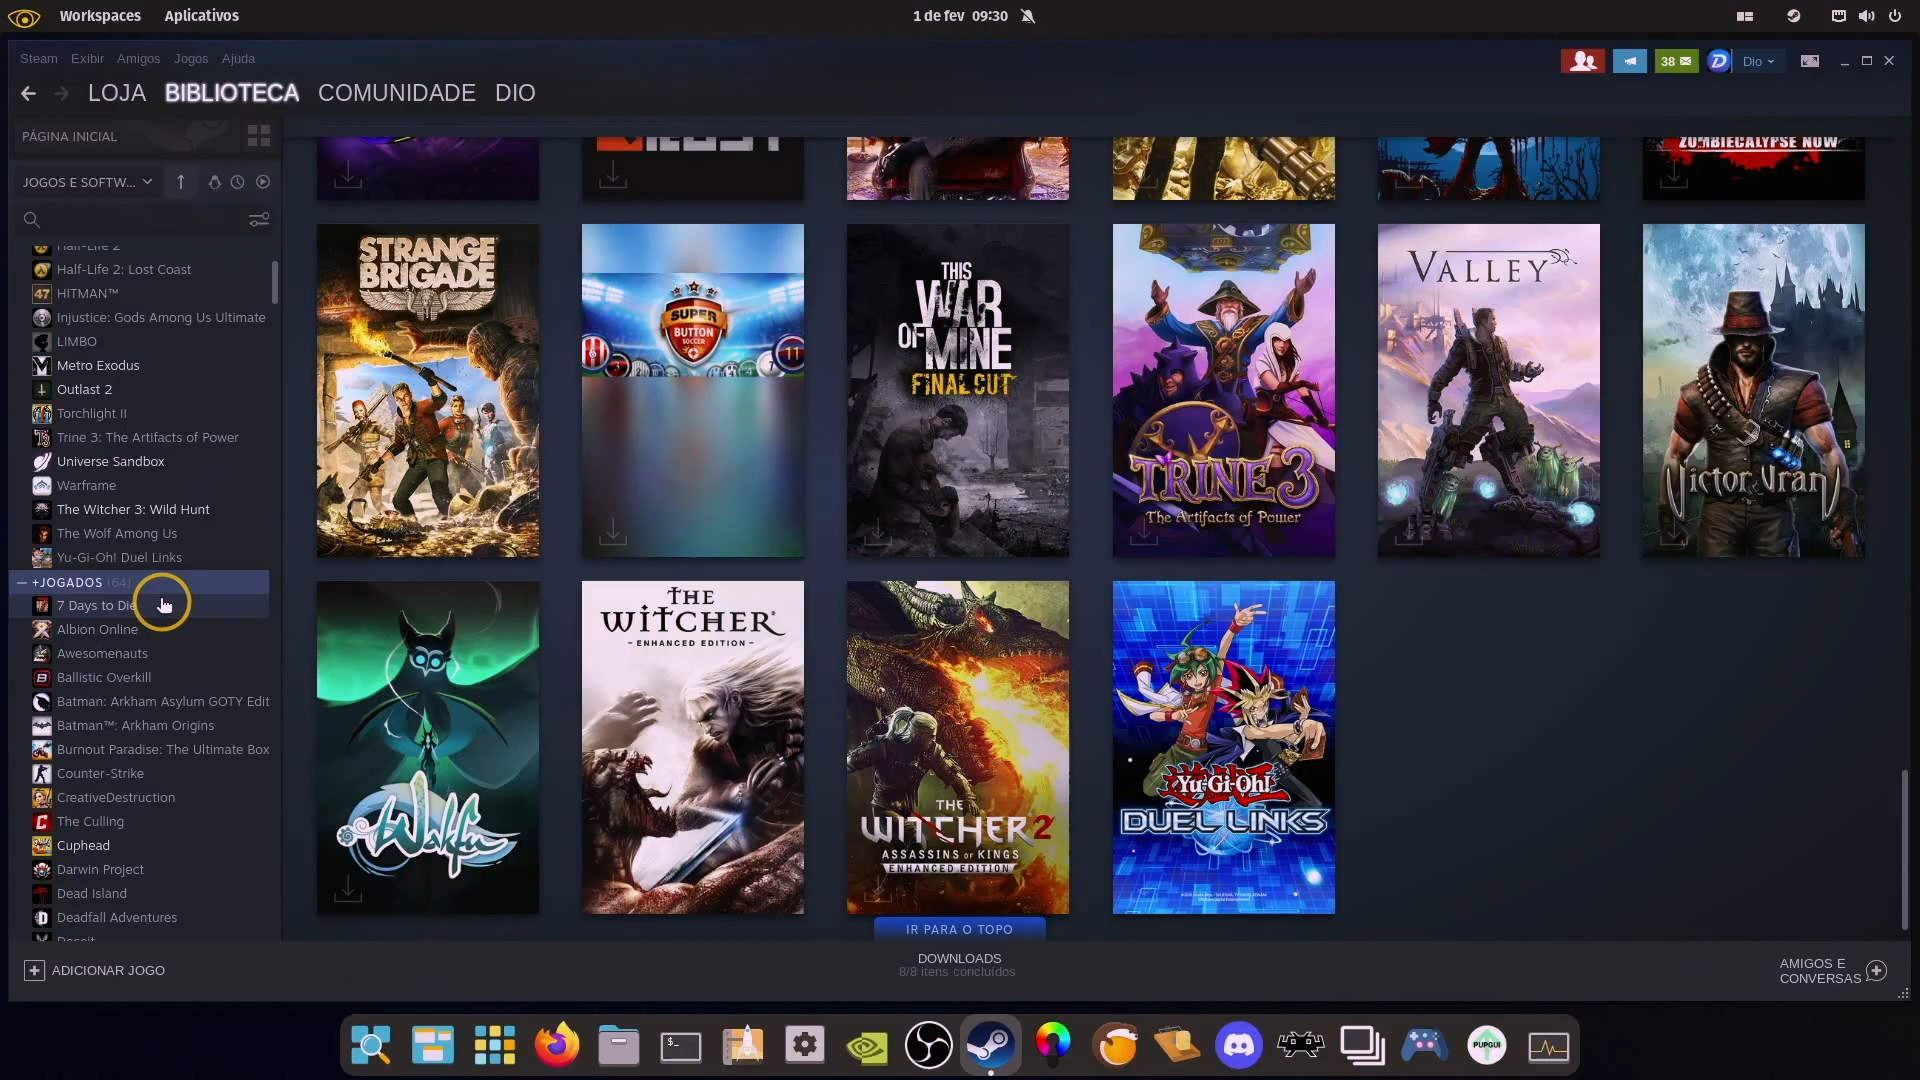 Workspaces
Aplicativos
1 de fev 09:30
Steam
Exibir
Amigos
Jogos
Ajuda
38
Dio
LOJA
BIBLIOTECA
COMUNIDADE
DIO
PÁGINA INICIAL
JOGOS E SOFTW...
Half-Life 2
Half-Life 2: Lost Coast
HITMAN™
Injustice: Gods Among Us Ultimate
LIMBO
Metro Exodus
Outlast 2
Torchlight II
Trine 3: The Artifacts of Power
Universe Sandbox
Warframe
The Witcher 3: Wild Hunt
The Wolf Among Us
Yu-Gi-Oh! Duel Links
+JOGADOS (64)
7 Days to Die
Albion Online
Awesomenauts
Ballistic Overkill
Batman: Arkham Asylum GOTY Edit
Batman™: Arkham Origins
Burnout Paradise: The Ultimate Box
Counter-Strike
CreativeDestruction
The Culling
Cuphead
Darwin Project
Dead Island
Deadfall Adventures
ZOMBIECALYPSE NOW
STRANGE
BRIGADE
SUPER
BUTTON
SOCCER
11
THIS
WAR
OF MINE
FINAL CUT
TRINE 3
The Artifacts of Power
VALLEY
Victor Vran
Wakfu
THE
WITCHER
- ENHANCED EDITION -
THE
WITCHER 2
ASSASSINS OF KINGS
ENHANCED EDITION
Yu-Gi-Oh!
DUEL LINKS
IR PARA O TOPO
ADICIONAR JOGO
DOWNLOADS
8/8 itens concluídos
AMIGOS E
CONVERSAS
$_
PUPGUI